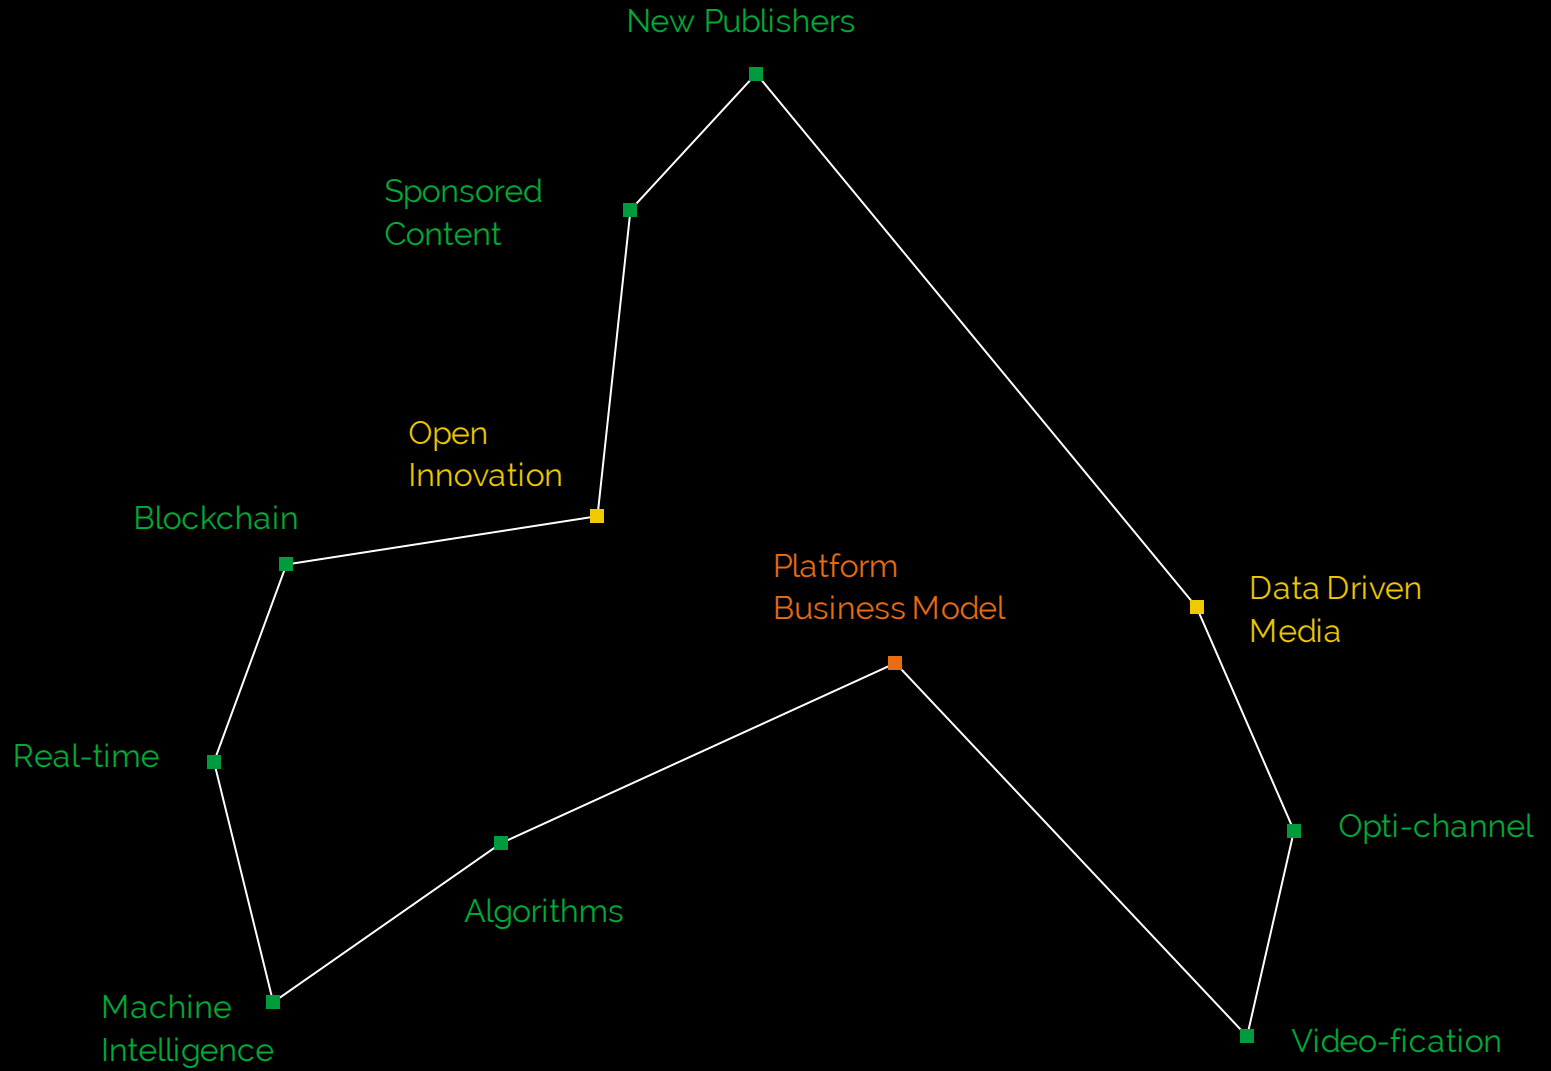 New Publishers
Sponsored
Content
Open
Innovation
Blockchain
Platform
Business Model
Data Driven
Media
Real-time
Opti-channel
Algorithms
Machine
Intelligence
Video-fication